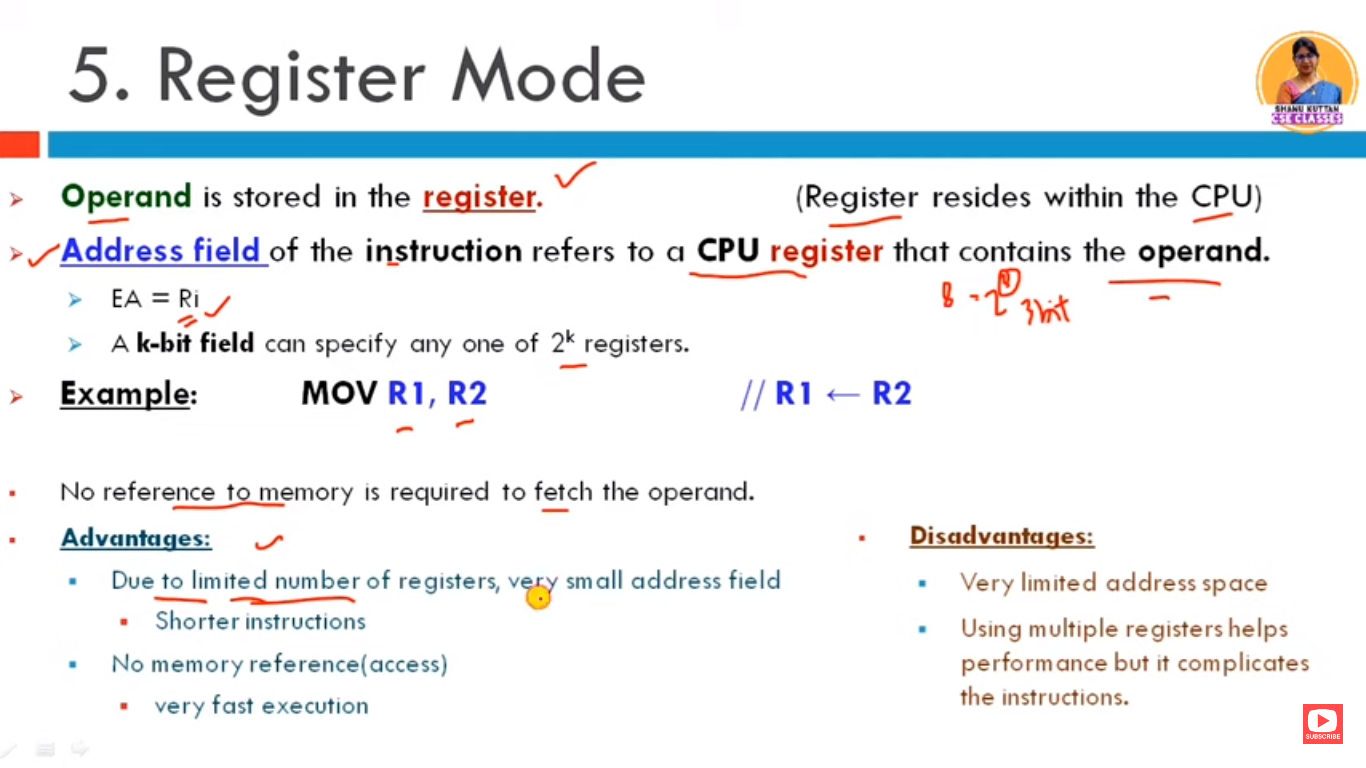 5. Register Mode
SHANU KUTTAN
CSE CLASSES
Operand is stored in the register. (Register resides within the CPU)
Address field of the instruction refers to a CPU register that contains the operand.
EA = Ri
8 = 2
3 bit
A k-bit field can specify any one of 2ᵏ registers.
Example: MOV R1, R2 // R1 ← R2
No reference to memory is required to fetch the operand.
Advantages:
Due to limited number of registers, very small address field
Shorter instructions
No memory reference(access)
very fast execution
Disadvantages:
Very limited address space
Using multiple registers helps
performance but it complicates
the instructions.
SUBSCRIBE